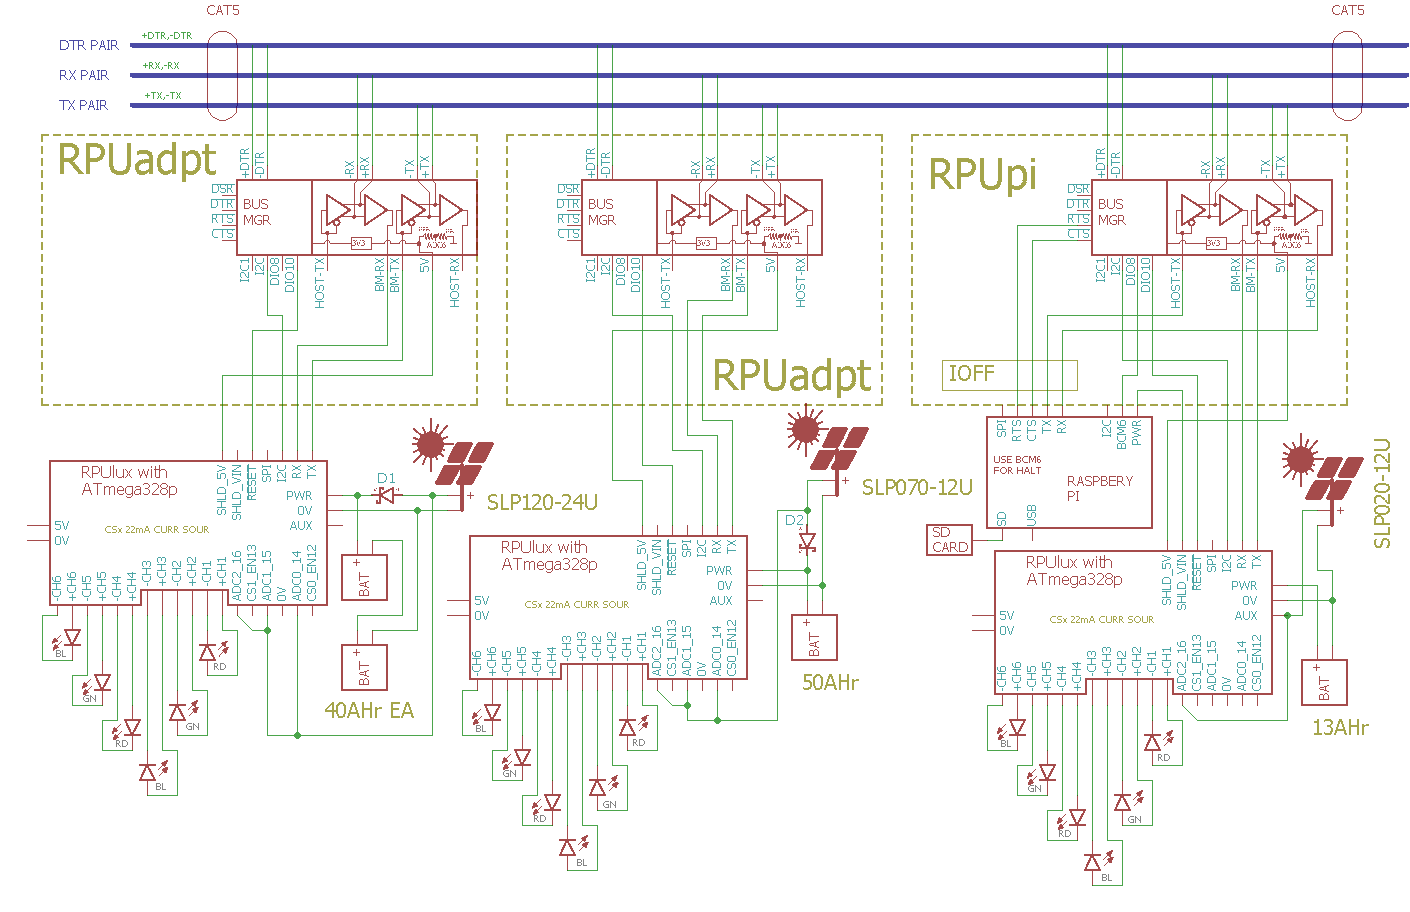 CAT5
CAT5
DTR PAIR
+DTR,-DTR
RX PAIR
+RX,-RX
TX PAIR
+TX,-TX
RPUadpt
+DTR
-DTR
-RX
+RX
-TX
+TX
DSR
DTR
RTS
CTS
BUS
MGR
3V3
ADC6
I2C1
I2C
DIO8
DIO10
HOST-TX
BM-RX
BM-TX
5V
HOST-RX
RPUadpt
+DTR
-DTR
-RX
+RX
-TX
+TX
DSR
DTR
RTS
CTS
BUS
MGR
3V3
ADC6
I2C1
I2C
DIO8
DIO10
HOST-TX
BM-RX
BM-TX
5V
HOST-RX
RPUpi
+DTR
-DTR
-RX
+RX
-TX
+TX
DSR
DTR
RTS
CTS
BUS
MGR
3V3
ADC6
I2C1
I2C
DIO8
DIO10
HOST-TX
BM-RX
BM-TX
5V
HOST-RX
IOFF
SPI
RTS
CTS
TX
RX
I2C
BCM6
PWR
USE BCM6
FOR HALT
RASPBERY
PI
SD
USB
SD
CARD
RPUlux with
ATmega328p
SHLD_5V
SHLD_VIN
RESET
SPI
I2C
RX
TX
PWR
0V
AUX
5V
0V
CSx 22mA CURR SOUR
-CH6
+CH6
-CH5
+CH5
-CH4
+CH4
-CH3
+CH3
-CH2
+CH2
-CH1
+CH1
ADC2_16
CS1_EN13
ADC1_15
0V
ADC0_14
CS0_EN12
BL
GN
RD
BL
GN
RD
D1
+
SLP120-24U
+
BAT
+
BAT
40AHr EA
RPUlux with
ATmega328p
SHLD_5V
SHLD_VIN
RESET
SPI
I2C
RX
TX
PWR
0V
AUX
5V
0V
CSx 22mA CURR SOUR
-CH6
+CH6
-CH5
+CH5
-CH4
+CH4
-CH3
+CH3
-CH2
+CH2
-CH1
+CH1
ADC2_16
CS1_EN13
ADC1_15
0V
ADC0_14
CS0_EN12
BL
GN
RD
BL
GN
RD
D2
+
SLP070-12U
+
BAT
50AHr
RPUlux with
ATmega328p
SHLD_5V
SHLD_VIN
RESET
SPI
I2C
RX
TX
PWR
0V
AUX
5V
0V
CSx 22mA CURR SOUR
-CH6
+CH6
-CH5
+CH5
-CH4
+CH4
-CH3
+CH3
-CH2
+CH2
-CH1
+CH1
ADC2_16
CS1_EN13
ADC1_15
0V
ADC0_14
CS0_EN12
BL
GN
RD
BL
GN
RD
+
SLP020-12U
+
BAT
13AHr